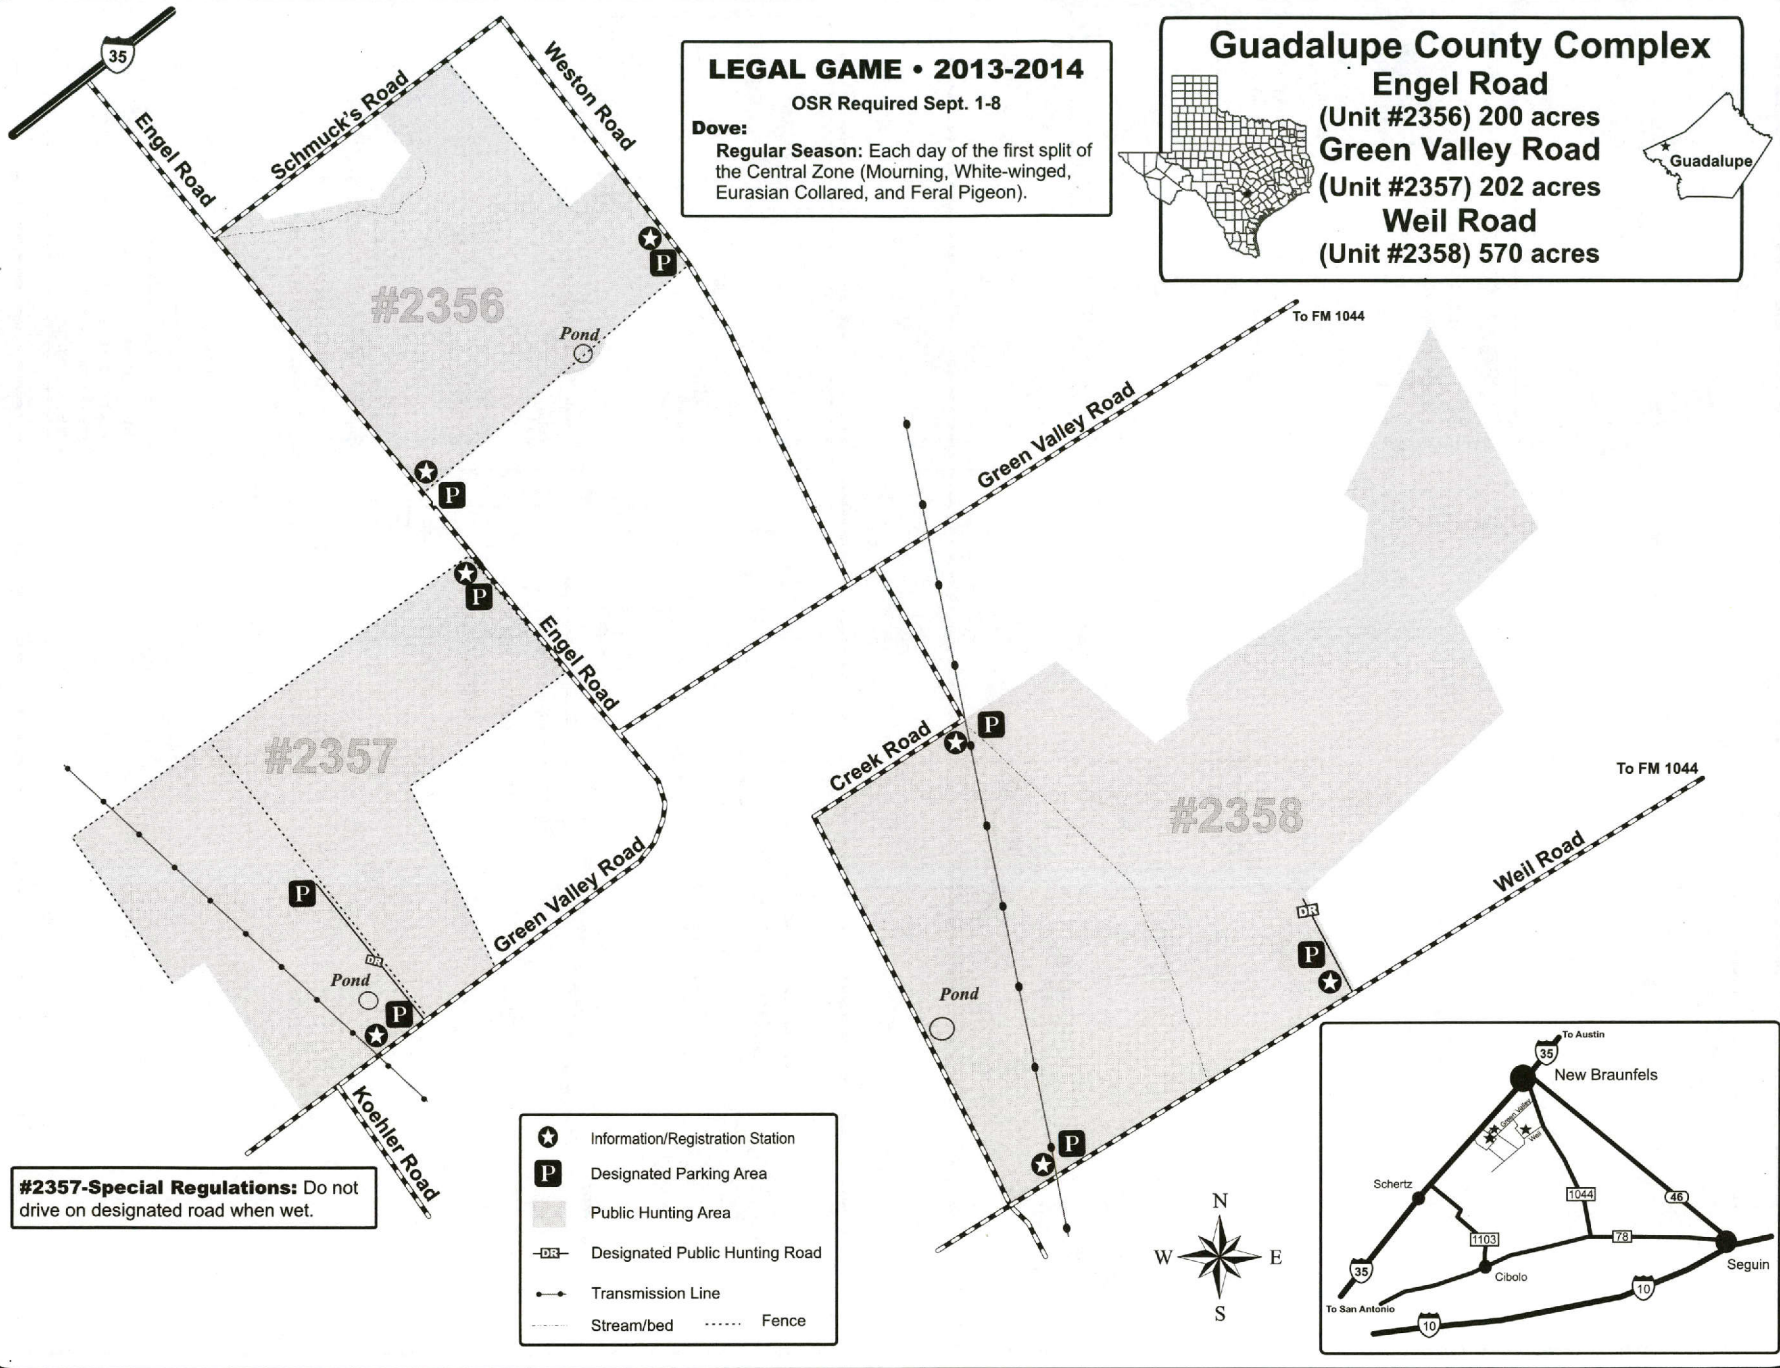 35
Engel Road
Schmuck's Road
Weston Road
LEGAL GAME • 2013-2014
OSR Required Sept. 1-8
Dove:
Regular Season: Each day of the first split of
the Central Zone (Mourning, White-winged,
Eurasian Collared, and Feral Pigeon).
Guadalupe County Complex
Engel Road
(Unit #2356) 200 acres
Green Valley Road
(Unit #2357) 202 acres
Weil Road
(Unit #2358) 570 acres
Guadalupe
P
#2356
Pond
To FM 1044
Green Valley Road
P
P
Engel Road
#2357
P
Creek Road
#2358
To FM 1044
Weil Road
P
Green Valley Road
DR
Pond
P
DR
P
Pond
Koehler Road
P
#2357-Special Regulations: Do not
drive on designated road when wet.
Information/Registration Station
P Designated Parking Area
Public Hunting Area
DR Designated Public Hunting Road
Transmission Line
Stream/bed Fence
N
W E
S
To Austin
35
New Braunfels
Green Valley
Weil
Schertz
1044
46
1103
78
Seguin
Cibolo
35
10
To San Antonio
10